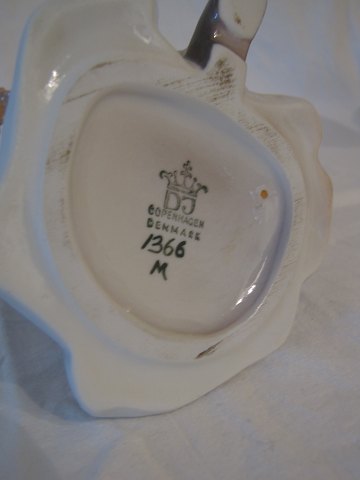 DJ
COPENHAGEN
DENMARK
1366
M